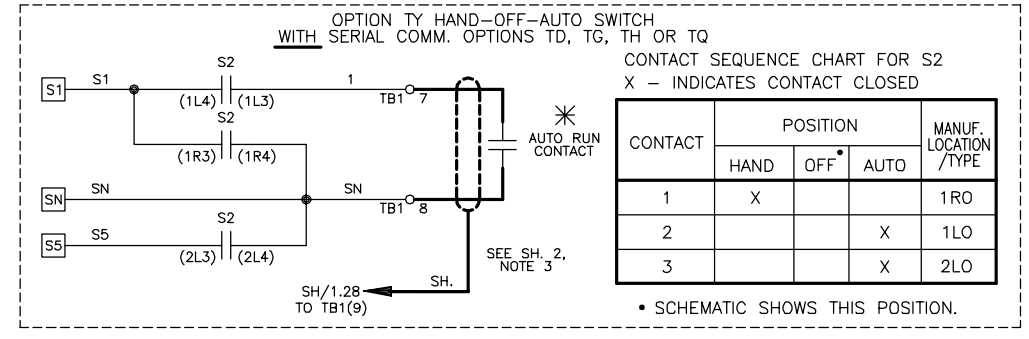 OPTION TY HAND-OFF-AUTO SWITCH
WITH SERIAL COMM. OPTIONS TD, TG, TH OR TQ
S1
S1
S2
(1L4)
(1L3)
1
TB1
7
S2
(1R3)
(1R4)
AUTO RUN
CONTACT
SN
SN
SN
TB1
8
S5
S5
S2
(2L3)
(2L4)
SEE SH. 2,
NOTE 3
SH.
SH/1.28
TO TB1(9)
CONTACT SEQUENCE CHART FOR S2
X - INDICATES CONTACT CLOSED
CONTACT
POSITION
MANUF.
LOCATION
/TYPE
HAND
OFF•
AUTO
1 X 1RO
2 X 1LO
3 X 2LO
• SCHEMATIC SHOWS THIS POSITION.